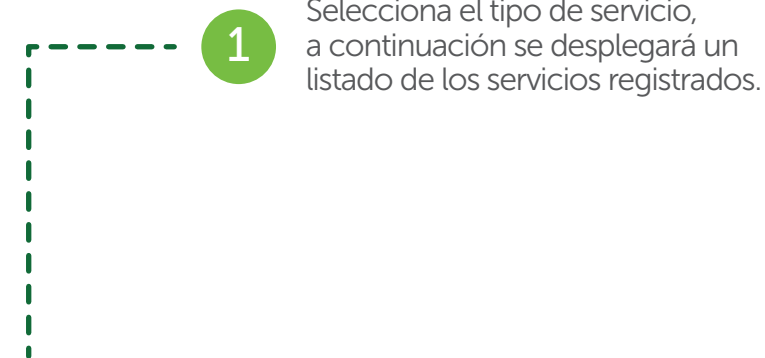 1
Selecciona el tipo de servicio,
a continuación se desplegará un
listado de los servicios registrados.